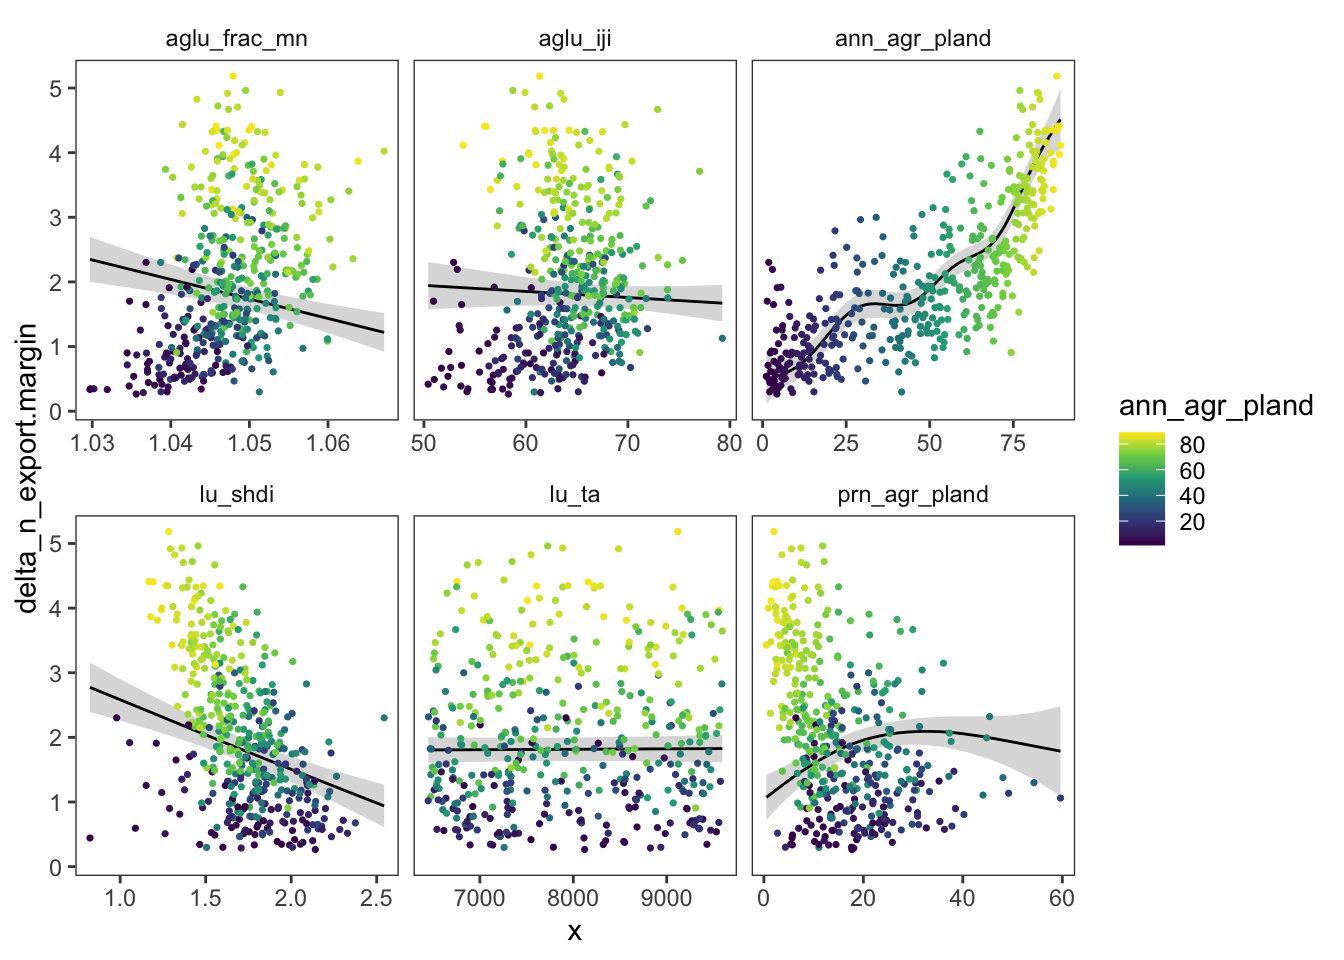 aglu_frac_mn aglu_iji ann_agr_pland
5
4
3
2
1
0
1.03 1.04 1.05 1.06 50 60 70 80 0 25 50 75
lu_shdi lu_ta prn_agr_pland
5
4
3
2
1
0
1.0 1.5 2.0 2.5 7000 8000 9000 0 20 40 60
x
delta_n_export.margin
ann_agr_pland
80
60
40
20